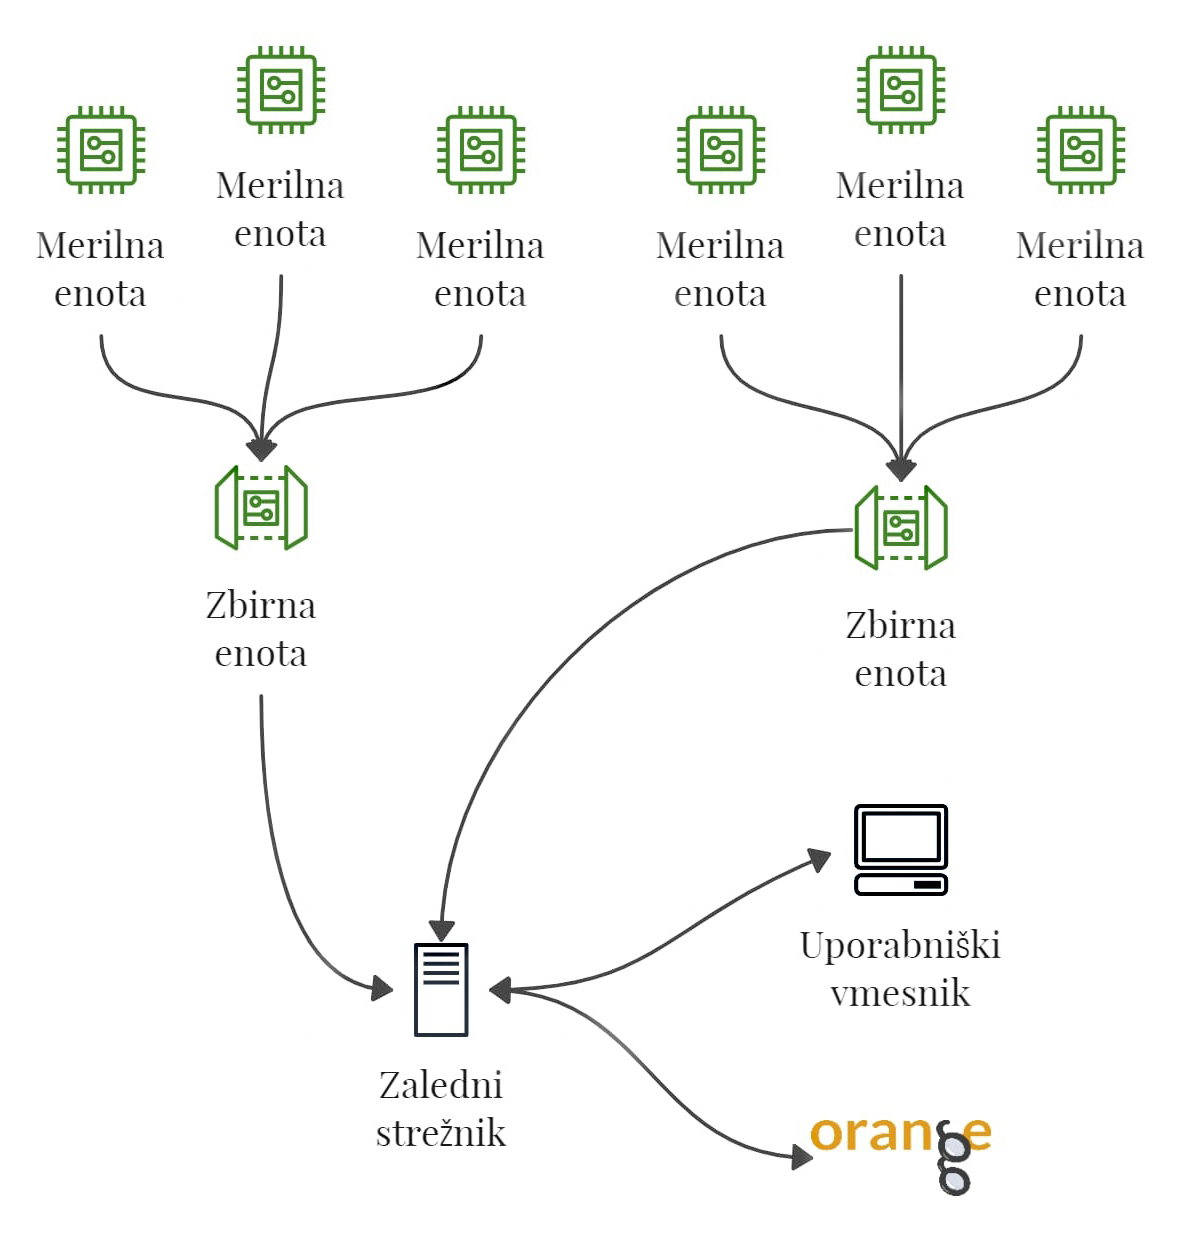 Merilna
enota
Merilna
enota
Merilna
enota
Merilna
enota
Merilna
enota
Merilna
enota
Zbirna
enota
Zbirna
enota
Uporabniški
vmesnik
Zaledni
strežnik
orange